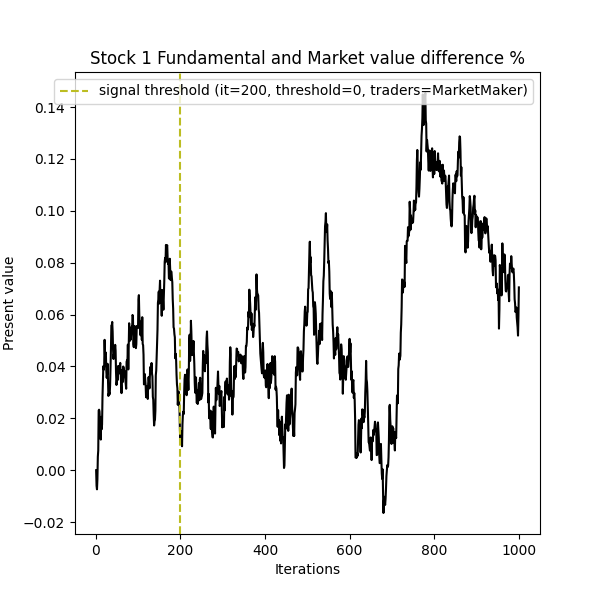 Stock 1 Fundamental and Market value difference %
signal threshold (it=200, threshold=0, traders=MarketMaker)
0.14
0.12
0.10
0.08
0.06
0.04
0.02
0.00
−0.02
Present value
0 200 400 600 800 1000
Iterations